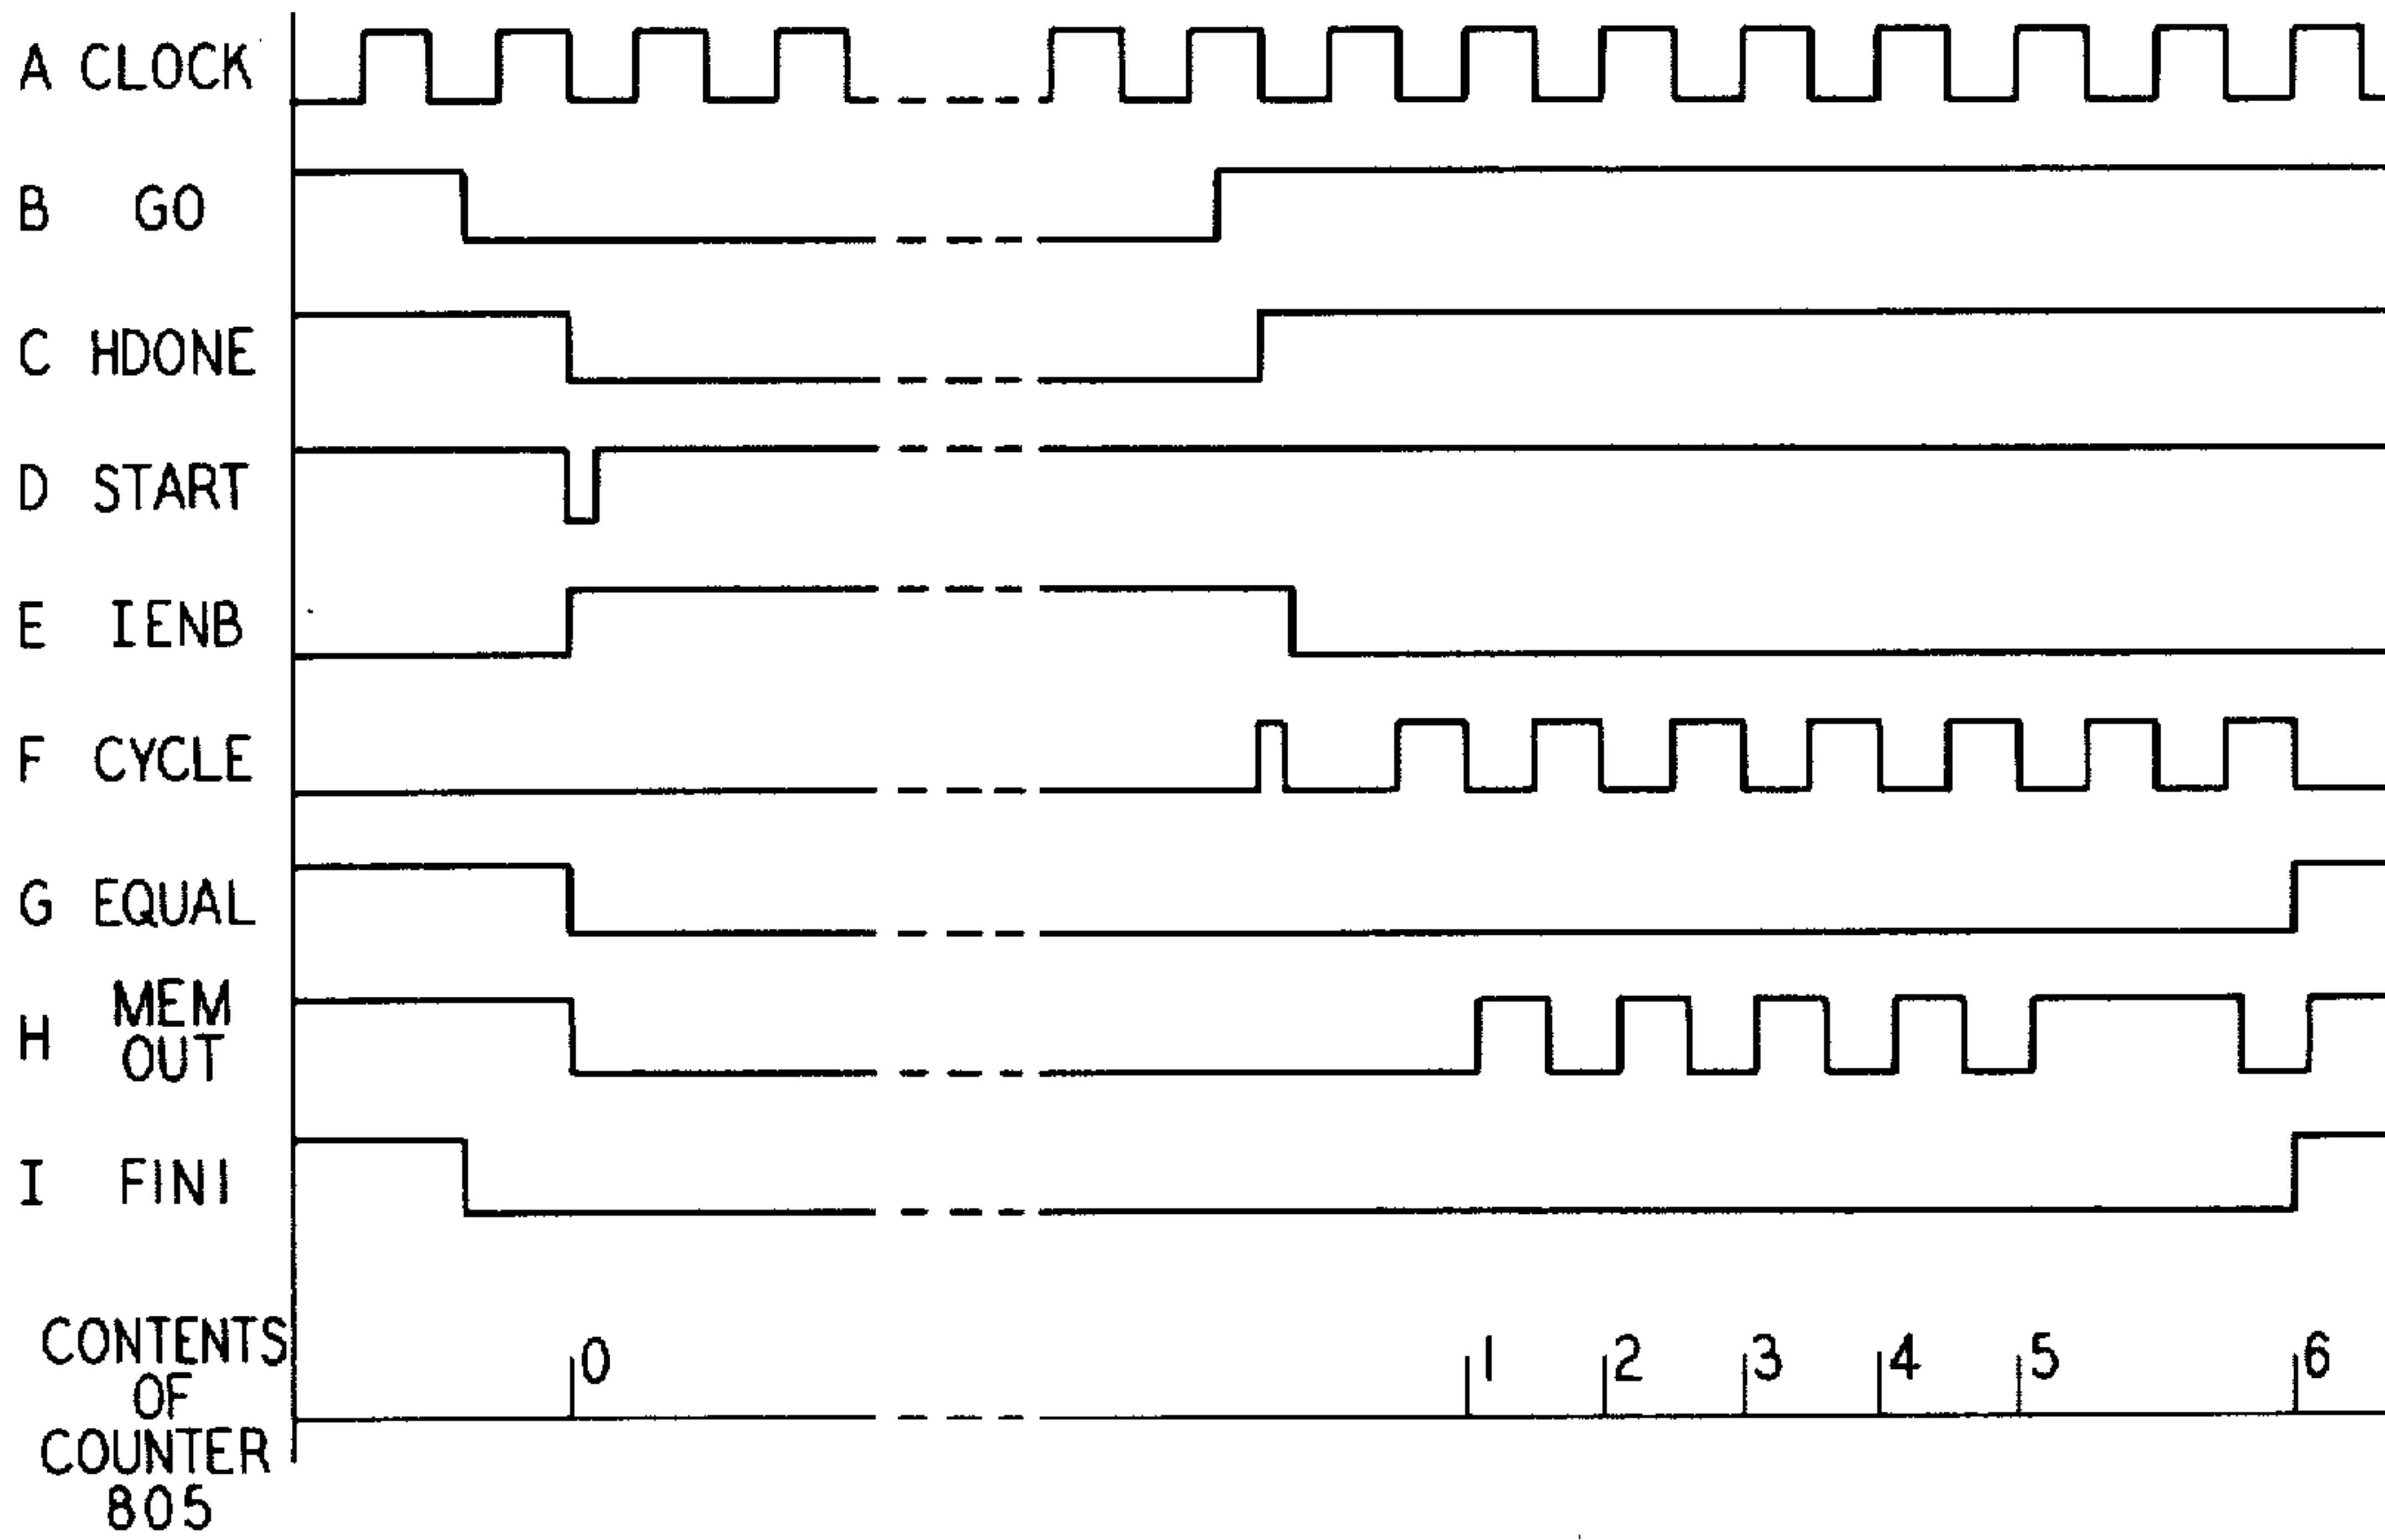 A CLOCK
B GO
C HDONE
D START
E IENB
F CYCLE
G EQUAL
H MEM
OUT
I FINI
CONTENTS
OF
COUNTER
805
0 1 2 3 4 5 6